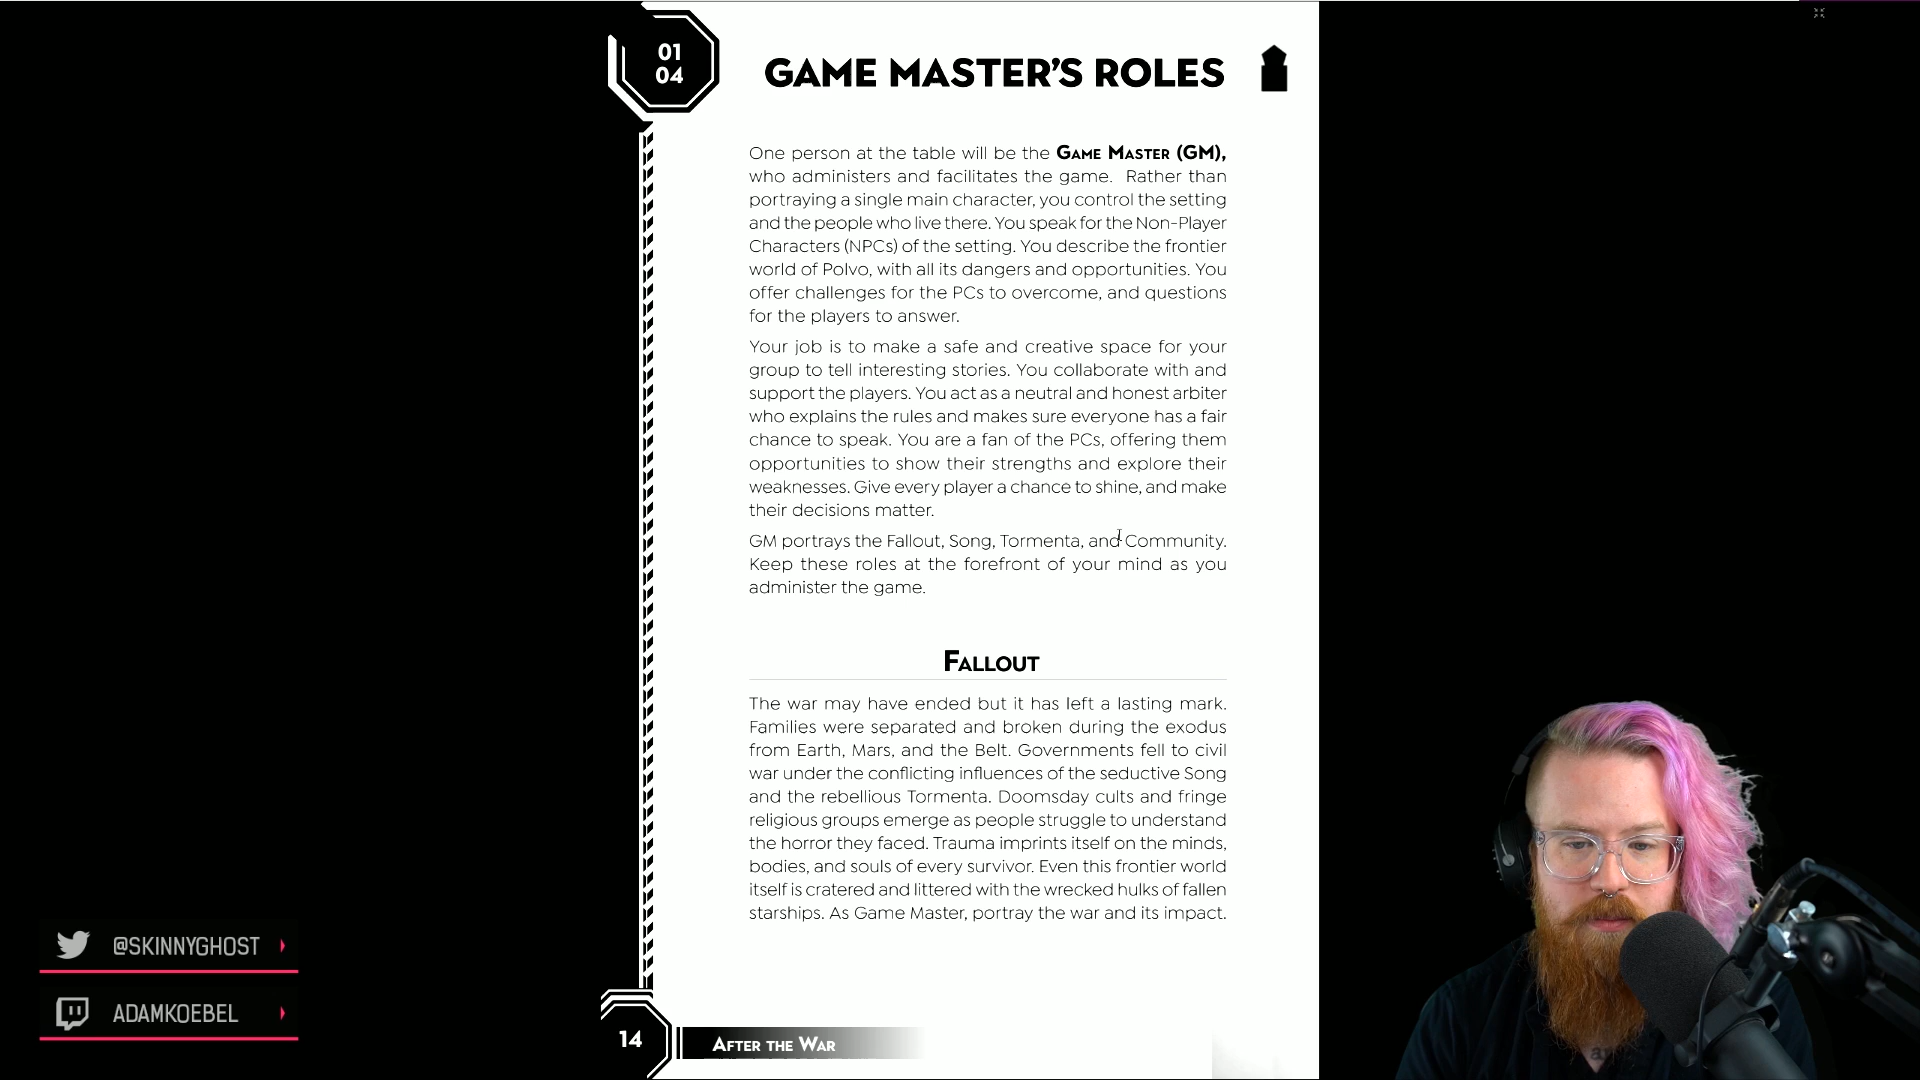 01
04
GAME MASTER'S ROLES
One person at the table will be the GAME MASTER (GM),
who administers and facilitates the game. Rather than
portraying a single main character, you control the setting
and the people who live there. You speak for the Non-Player
Characters (NPCs) of the setting. You describe the frontier
world of Polvo, with all its dangers and opportunities. You
offer challenges for the PCs to overcome, and questions
for the players to answer.
Your job is to make a safe and creative space for your
group to tell interesting stories. You collaborate with and
support the players. You act as a neutral and honest arbiter
who explains the rules and makes sure everyone has a fair
chance to speak. You are a fan of the PCs, offering them
opportunities to show their strengths and explore their
weaknesses. Give every player a chance to shine, and make
their decisions matter.
GM portrays the Fallout, Song, Tormenta, and Community.
Keep these roles at the forefront of your mind as you
administer the game.
FALLOUT
The war may have ended but it has left a lasting mark.
Families were separated and broken during the exodus
from Earth, Mars, and the Belt. Governments fell to civil
war under the conflicting influences of the seductive Song
and the rebellious Tormenta. Doomsday cults and fringe
religious groups emerge as people struggle to understand
the horror they faced. Trauma imprints itself on the minds,
bodies, and souls of every survivor. Even this frontier world
itself is cratered and littered with the wrecked hulks of fallen
starships. As Game Master, portray the war and its impact.
14
AFTER THE WAR
@SKINNYGHOST
ADAMKOEBEL